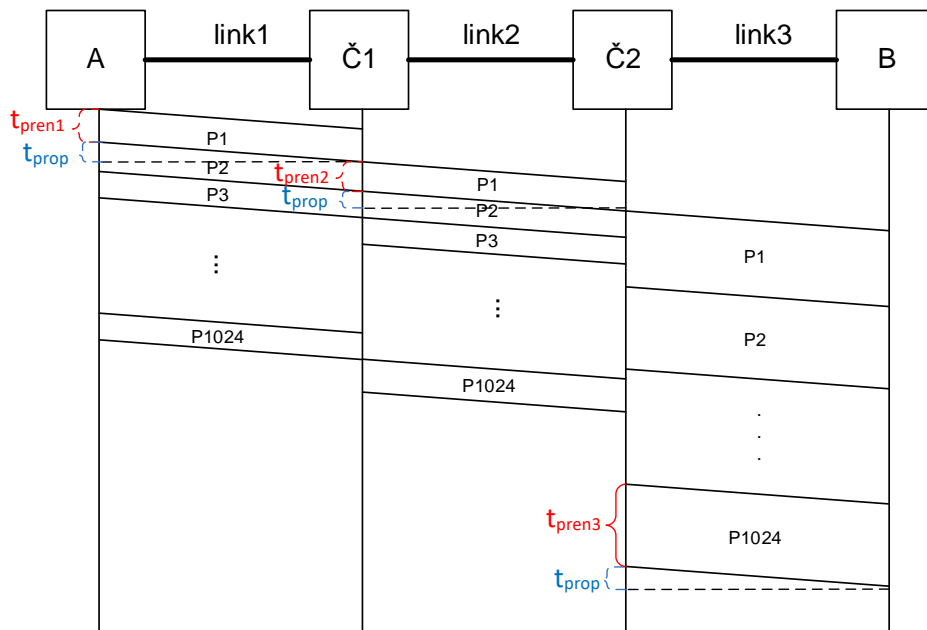 link1 link2 link3
A Č1 Č2 B
tpren1
P1
tprop
P2
tpren2
P1
P3
tprop
P2
P3
P1
...
...
P1024
P2
P1024
. . .
tpren3
P1024
tprop